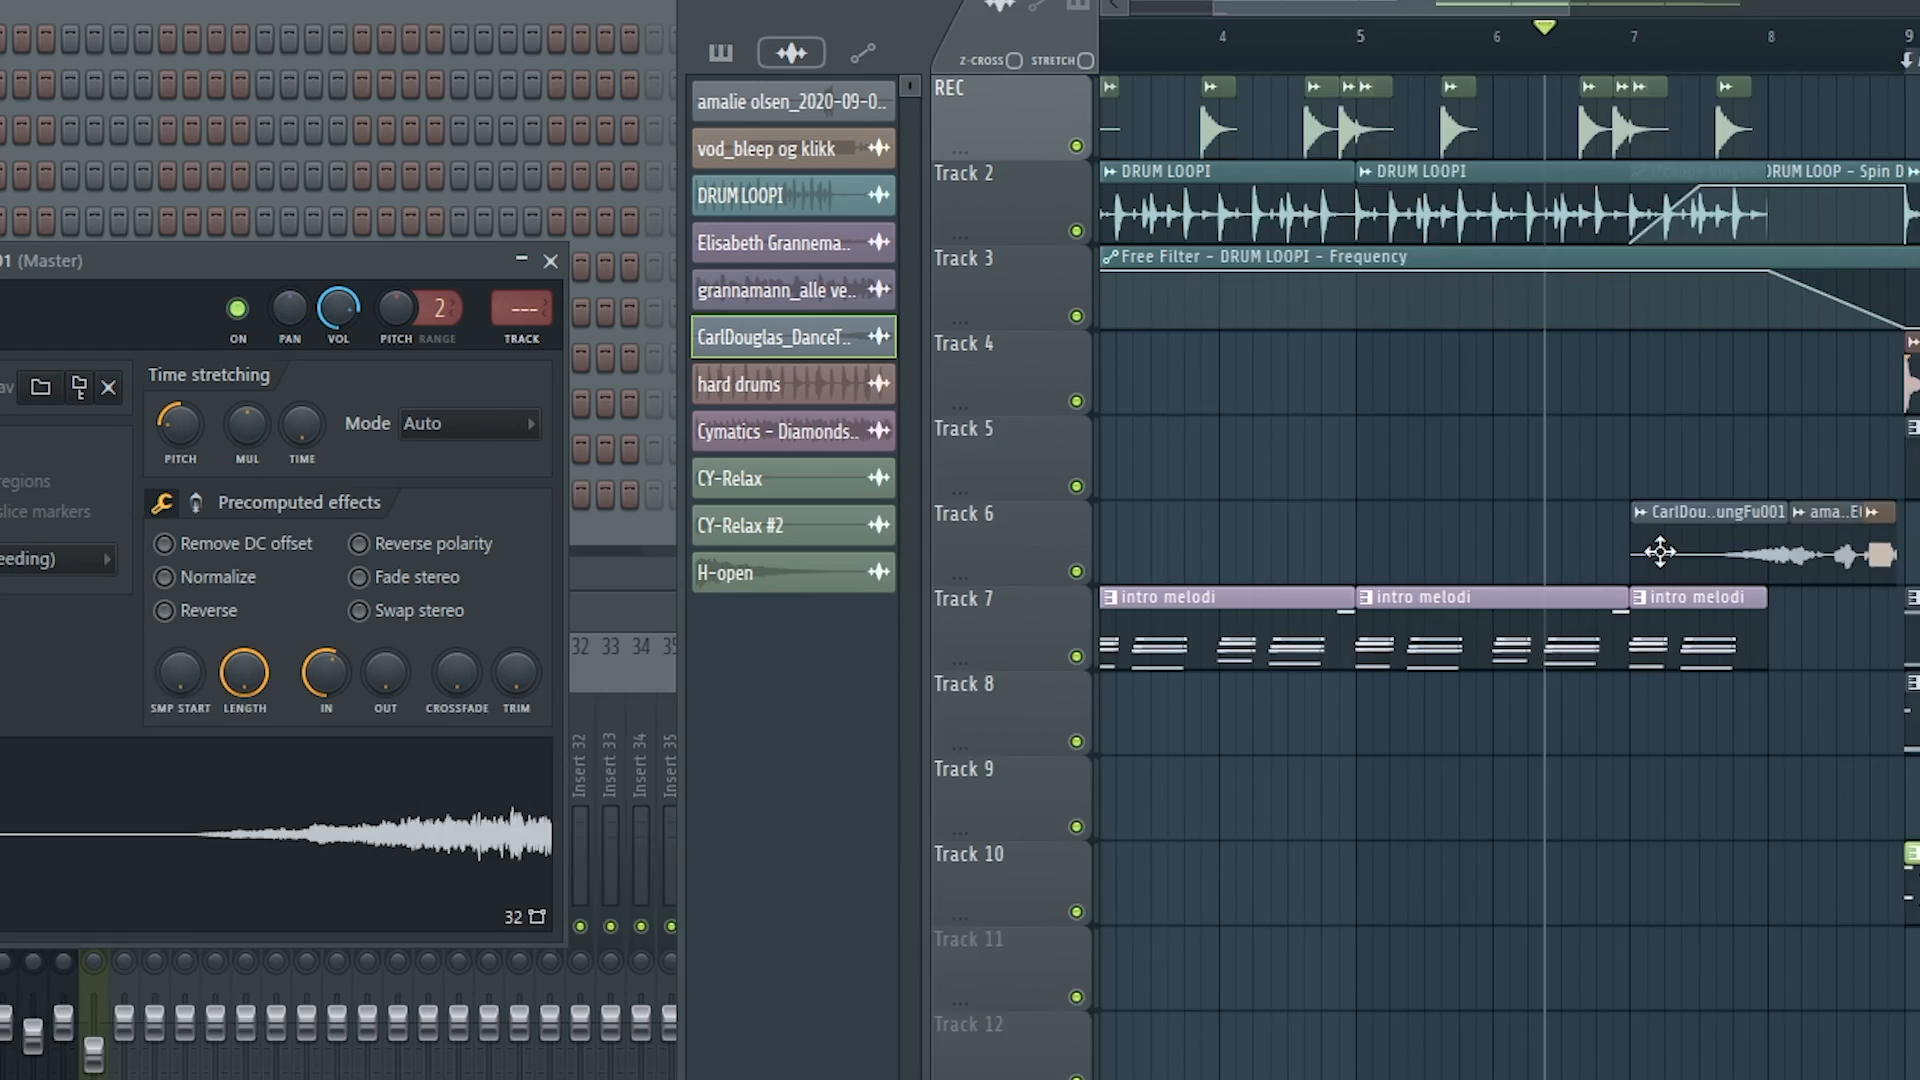 01 (Master)
ON
PAN
VOL
PITCH
RANGE
2
---
TRACK
av
Time stretching
PITCH
MUL
TIME
Mode
Auto
regions
slice markers
eeding)
Precomputed effects
Remove DC offset
Reverse polarity
Normalize
Fade stereo
Reverse
Swap stereo
SMP START
LENGTH
IN
OUT
CROSSFADE
TRIM
32
32
33
34
35
Insert 32
Insert 33
Insert 34
Insert 35
amalie olsen_2020-09-0..
vod_bleep og klikk
DRUM LOOPI
Elisabeth Grannema..
grannamann_alle ve..
CarlDouglas_DanceT..
hard drums
Cymatics - Diamonds..
CY-Relax
CY-Relax #2
H-open
Z-CROSS
STRETCH
4
5
6
7
8
9
REC
Track 2
DRUM LOOPI
DRUM LOOPI
DRUM LOOP - Spin D
Track 3
Free Filter - DRUM LOOPI - Frequency
Track 4
Track 5
Track 6
CarlDou..ungFu001
ama..E
Track 7
intro melodi
intro melodi
intro melodi
Track 8
Track 9
Track 10
Track 11
Track 12